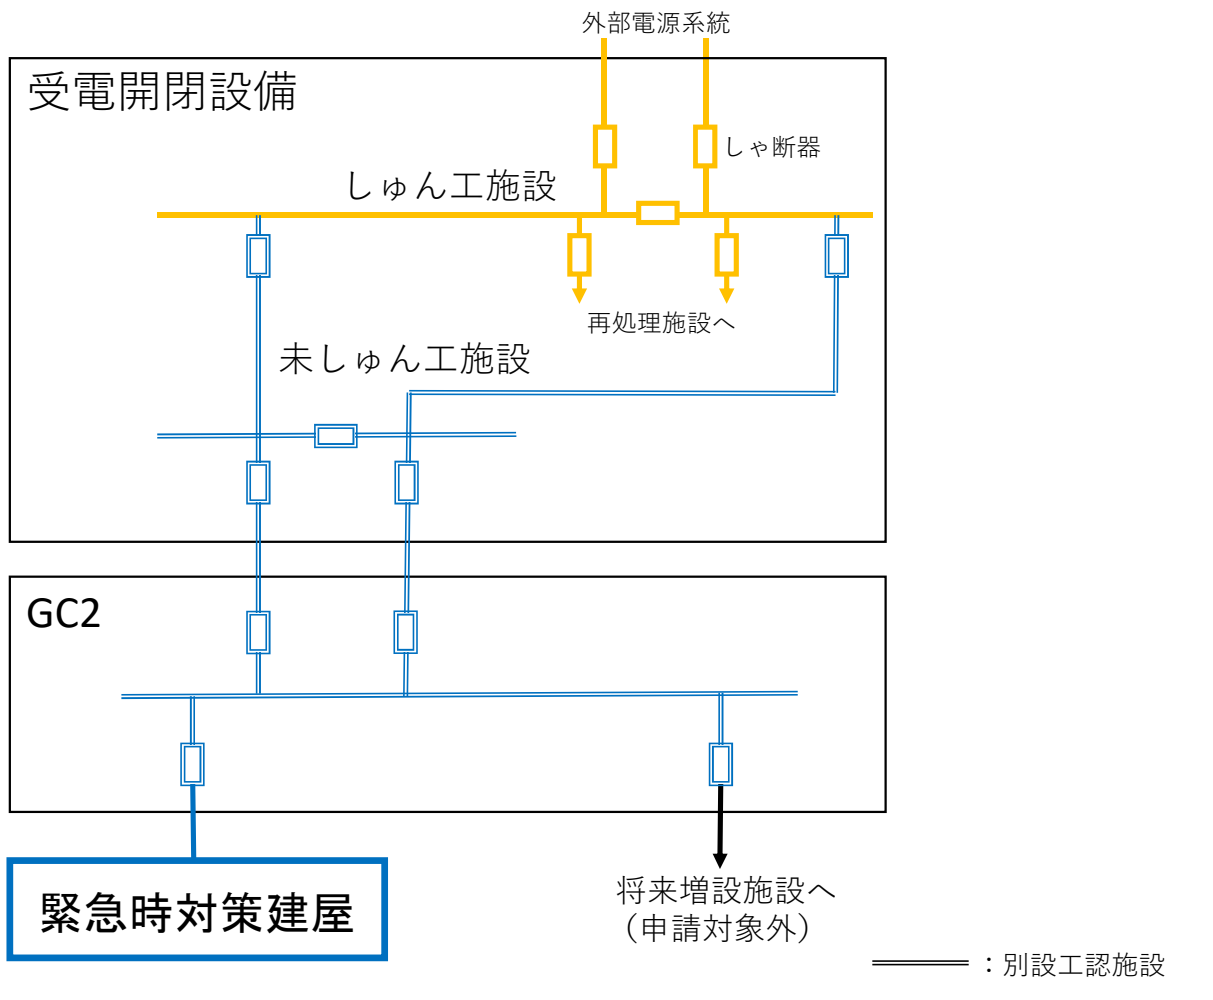 外部電源系統
受電開閉設備
しゃ断器
しゅん工施設
再処理施設へ
未しゅん工施設
GC2
緊急時対策建屋
将来増設施設へ
（申請対象外）
：別設工認施設